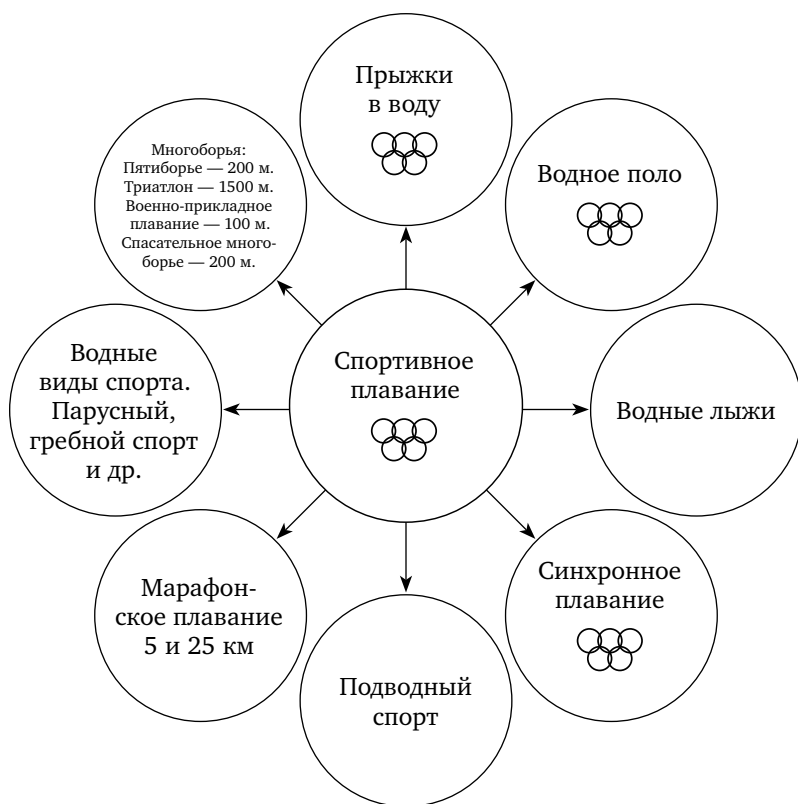 Прыжки
в воду
Многоборья:
Пятиборье — 200 м.
Триатлон — 1500 м.
Военно-прикладное
плавание — 100 м.
Спасательное много-
борье — 200 м.
Водное поло
Спортивное
плавание
Водные
виды спорта.
Парусный,
гребной спорт
и др.
Водные лыжи
Марафон-
ское плавание
5 и 25 км
Синхронное
плавание
Подводный
спорт